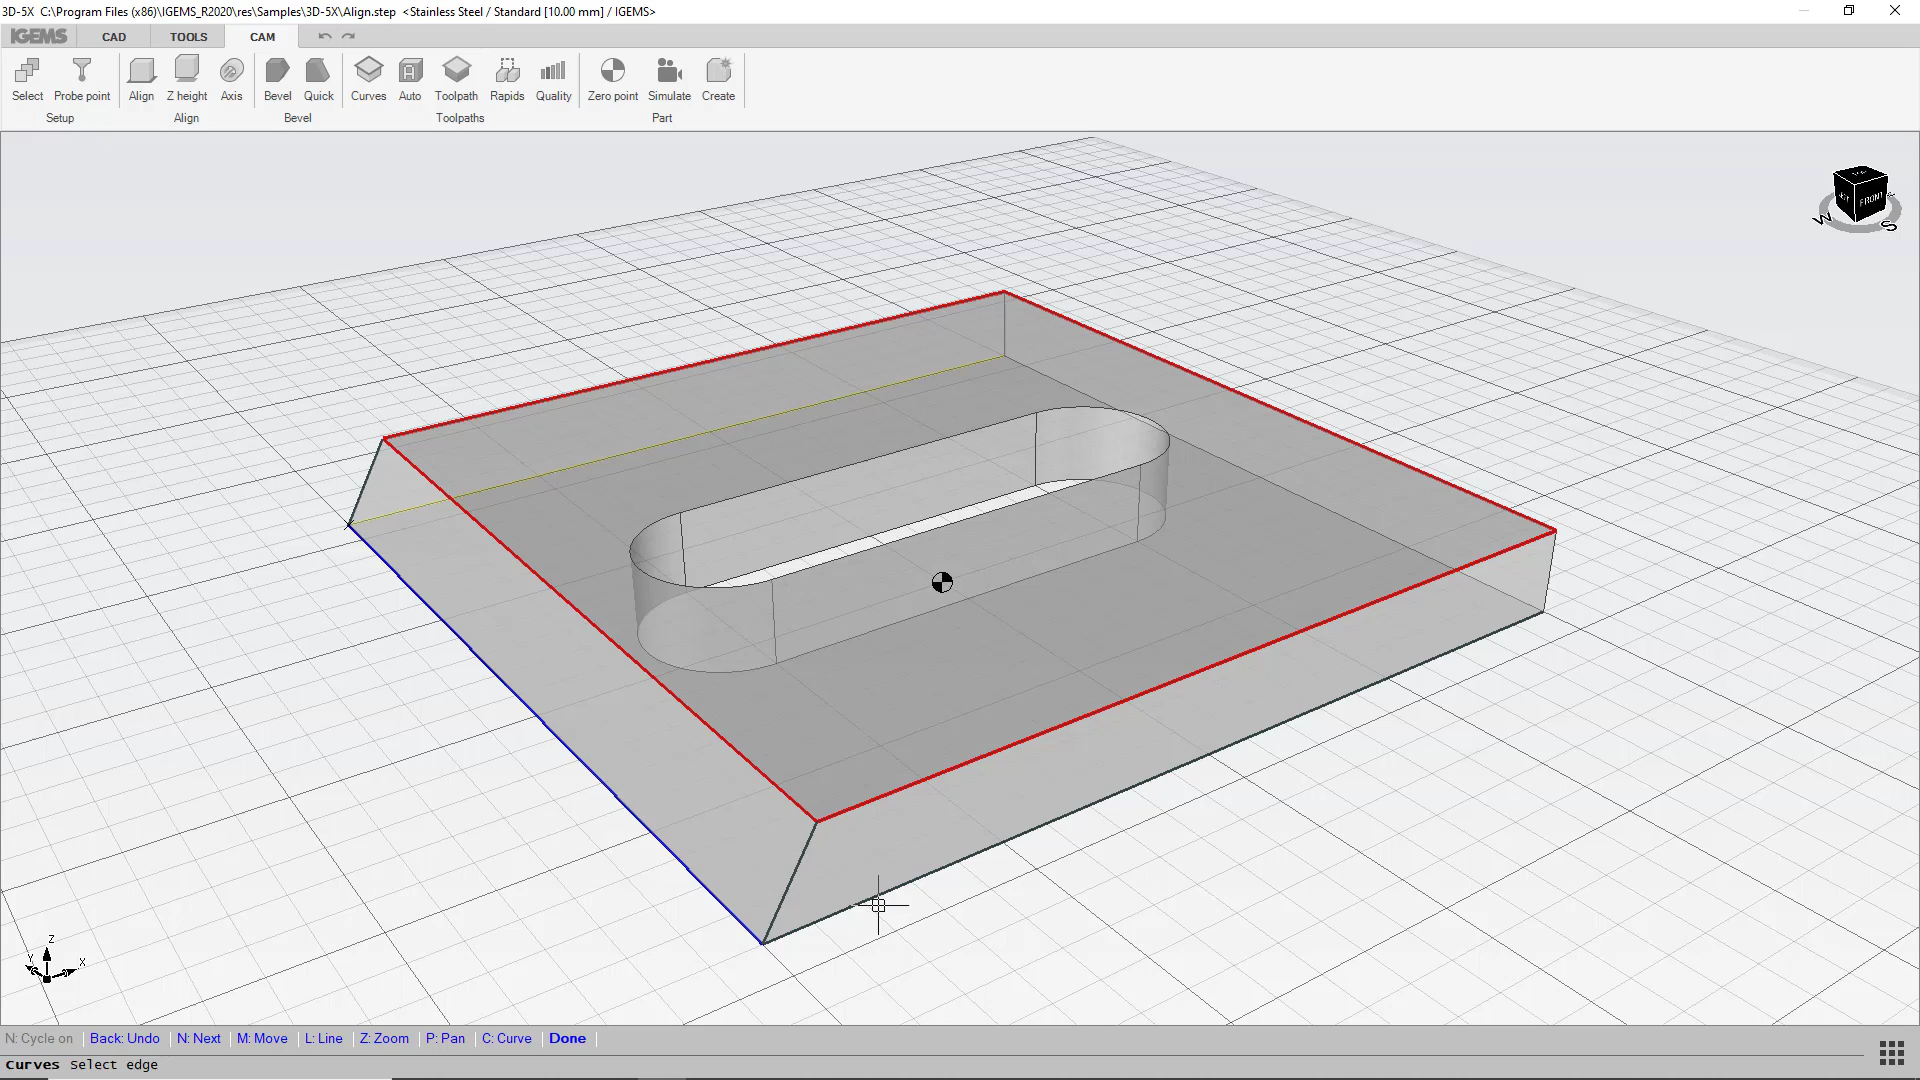 3D-5X C:\Program Files (x86)\IGEMS_R2020\res\Samples\3D-5X\Align.step <Stainless Steel / Standard [10.00 mm] / IGEMS>
IGEMS CAD TOOLS CAM
Select Probe point Align Z height Axis Bevel Quick Curves Auto Toolpath Rapids Quality Zero point Simulate Create
Setup Align Bevel Toolpaths Part
TOP
FRONT
W S
Z
Y X
N: Cycle on Back: Undo N: Next M: Move L: Line Z: Zoom P: Pan C: Curve Done
Curves Select edge